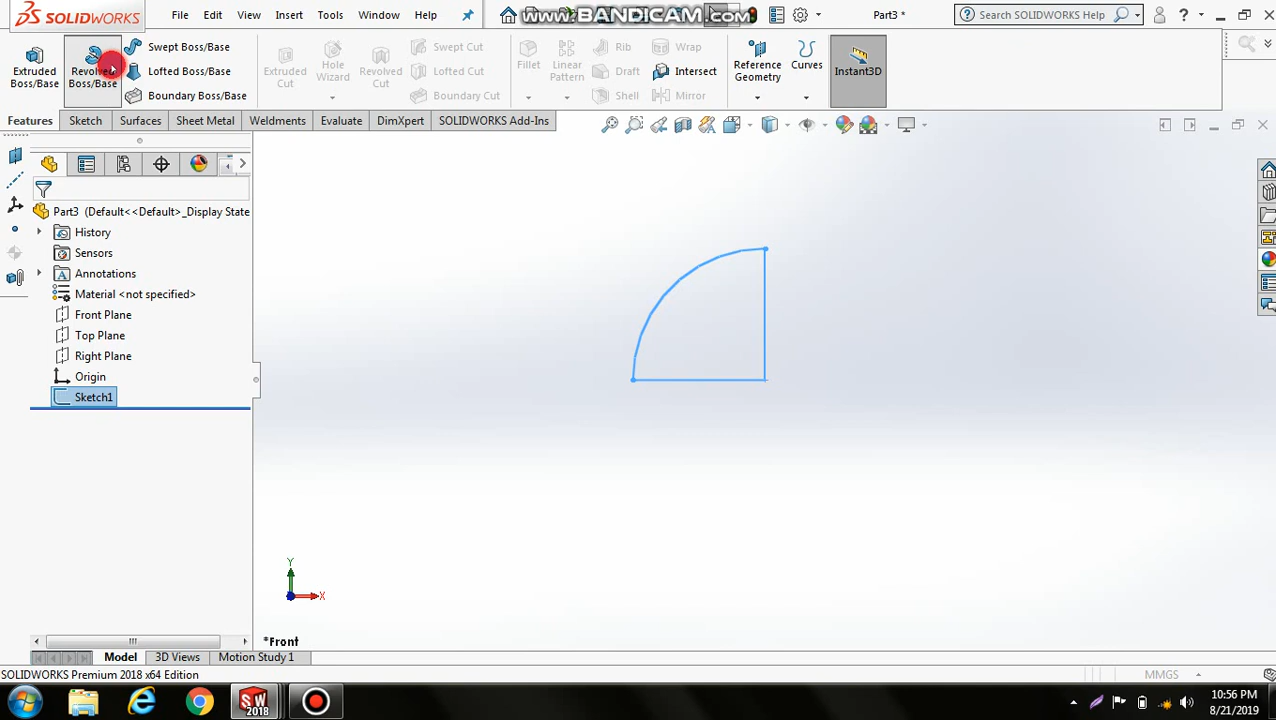 SOLIDWORKS File Edit View Insert Tools Window Help www.BANDICAM.com Part3 * Search SOLIDWORKS Help ?
Extruded Boss/Base
Revolved Boss/Base
Swept Boss/Base
Lofted Boss/Base
Boundary Boss/Base
Extruded Cut
Hole Wizard
Revolved Cut
Swept Cut
Lofted Cut
Boundary Cut
Fillet
Linear Pattern
Rib
Draft
Shell
Wrap
Intersect
Mirror
Reference Geometry
Curves
Instant3D
Features Sketch Surfaces Sheet Metal Weldments Evaluate DimXpert SOLIDWORKS Add-Ins
Part3 (Default<<Default>_Display State
History
Sensors
Annotations
Material <not specified>
Front Plane
Top Plane
Right Plane
Origin
Sketch1
Y
X
*Front
Model 3D Views Motion Study 1
SOLIDWORKS Premium 2018 x64 Edition MMGS
SW 2018
10:56 PM
8/21/2019